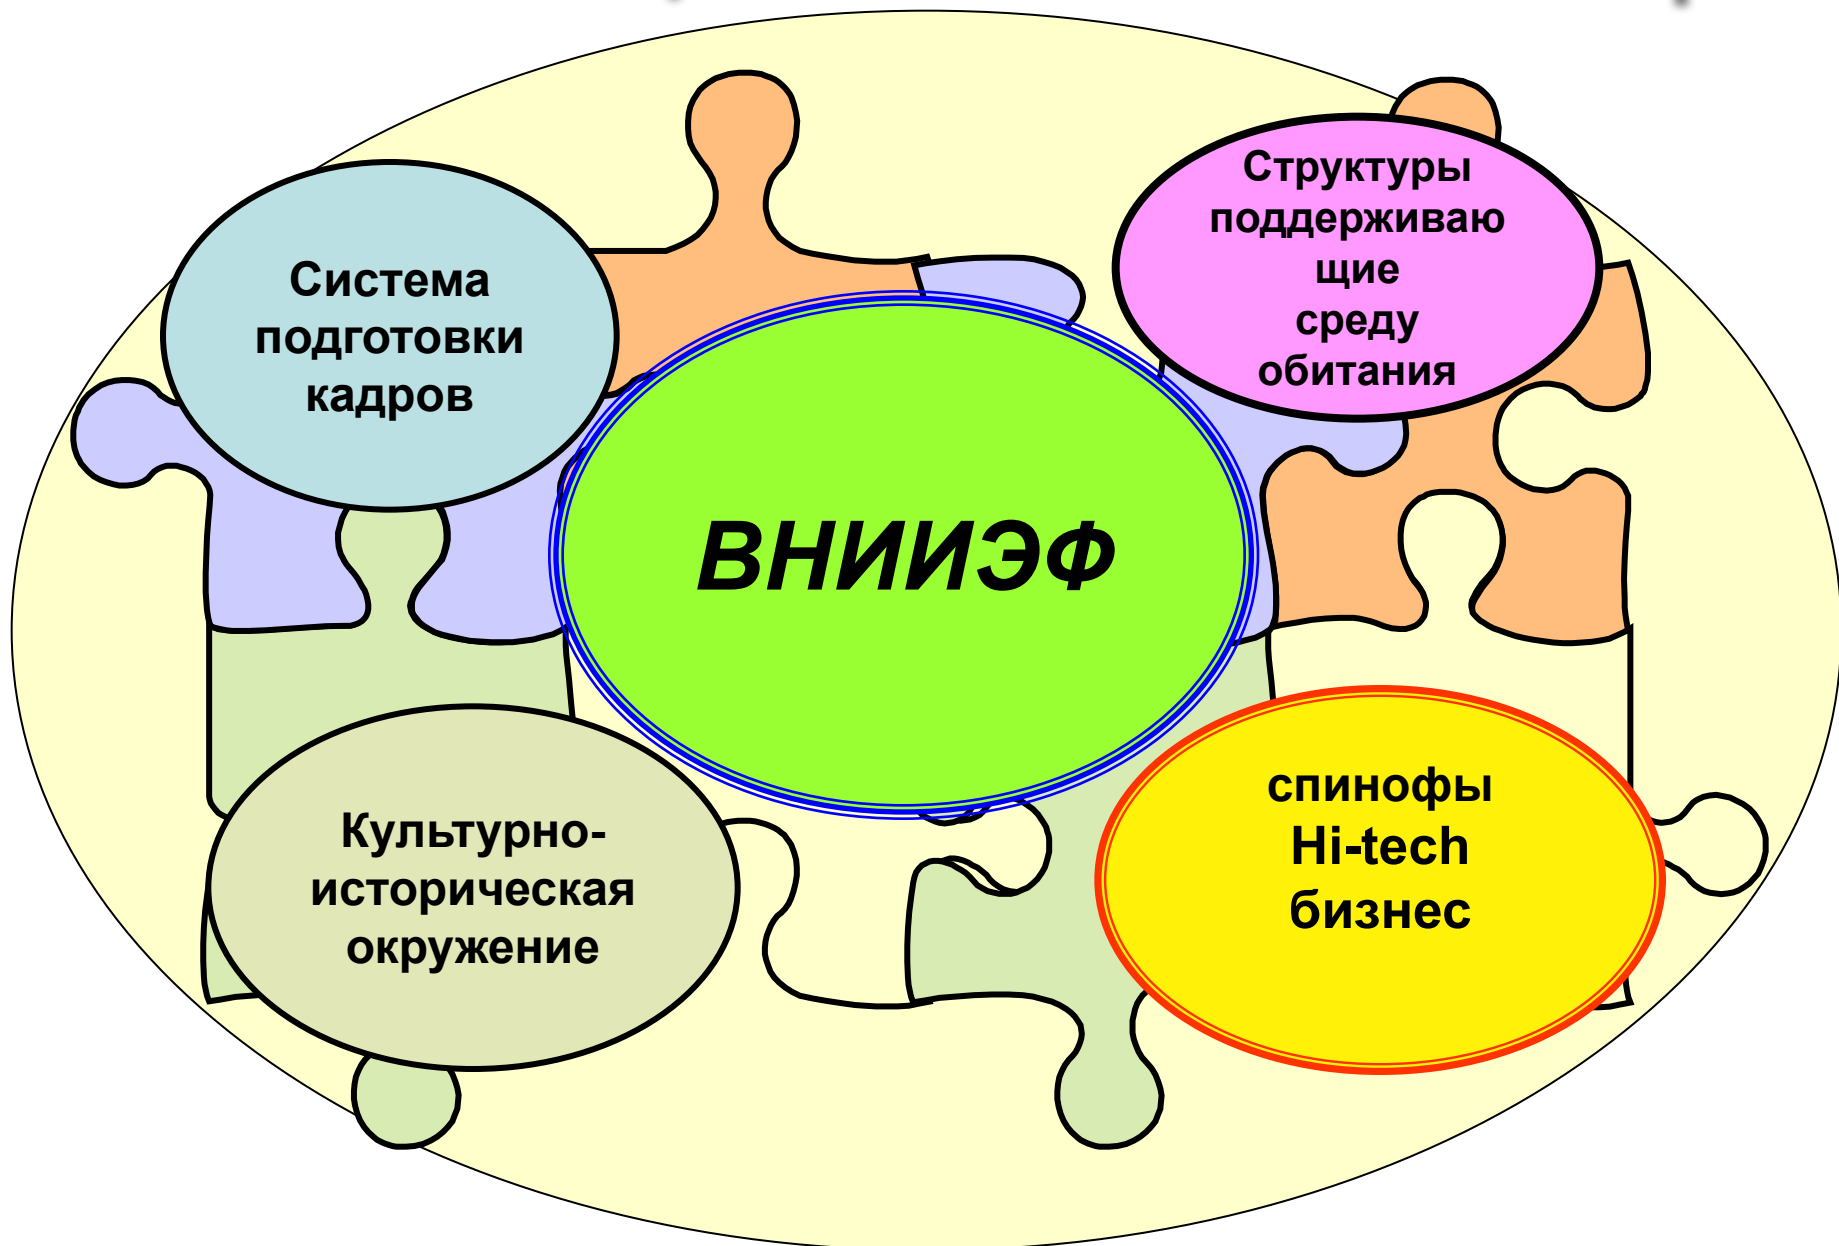 Система
подготовки
кадров
Структуры
поддерживаю
щие
среду
обитания
ВНИИЭФ
Культурно-
историческая
окружение
спинофы
Hi-tech
бизнес